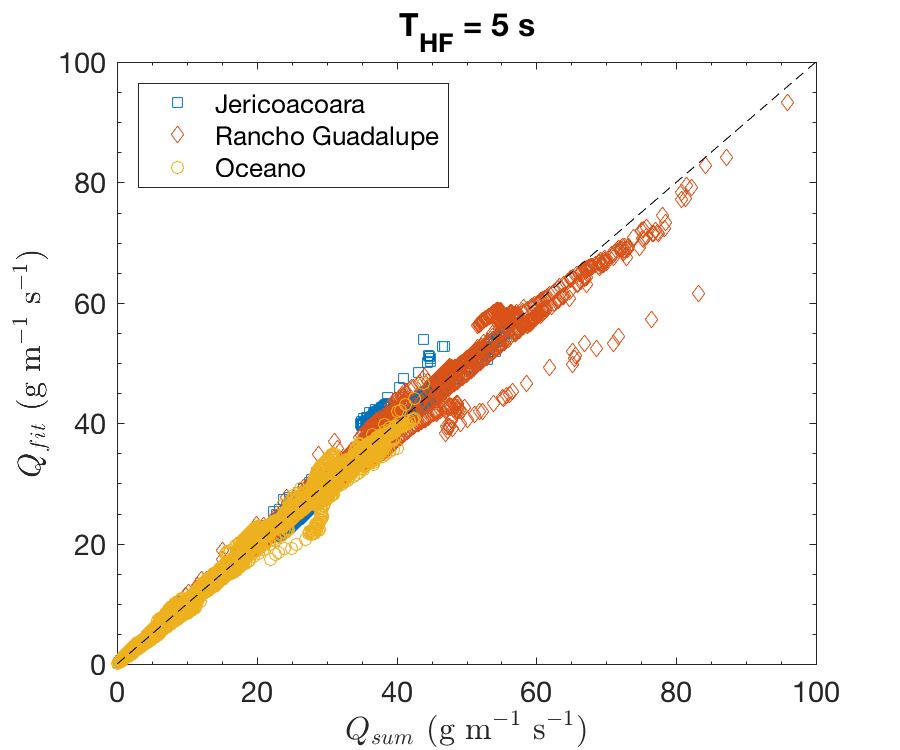 T_HF = 5 s
100
80
60
40
20
0
Jericoacoara
Rancho Guadalupe
Oceano
Q_fit (g m⁻¹ s⁻¹)
0 20 40 60 80 100
Q_sum (g m⁻¹ s⁻¹)